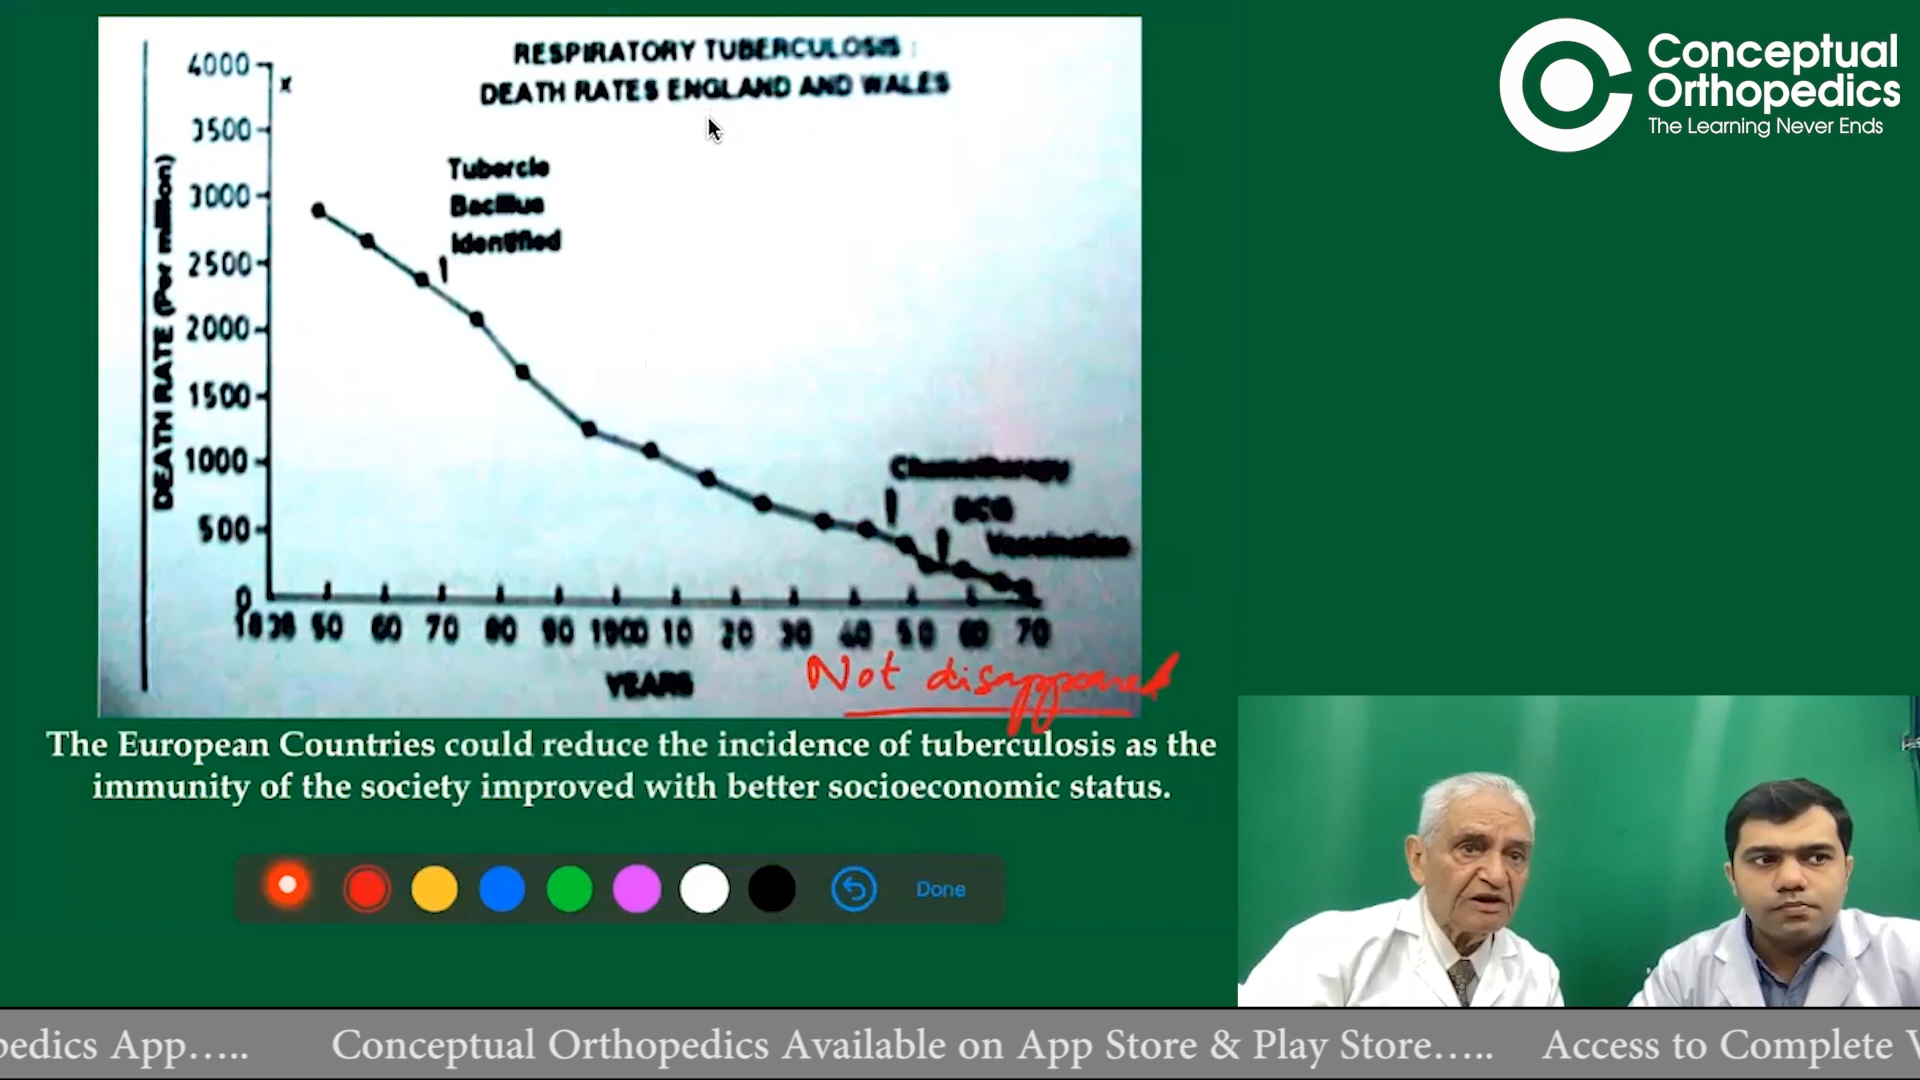 RESPIRATORY TUBERCULOSIS :
DEATH RATES ENGLAND AND WALES
Conceptual
Orthopedics
The Learning Never Ends
4000
3500
3000
2500
2000
1500
1000
500
0
DEATH RATE (Per million)
Tubercle
Bacillus
Identified
Chemotherapy
BCG
Vaccination
1838 50 60 70 80 90 1900 10 20 30 40 50 60 70
YEARS
Not disappeared
The European Countries could reduce the incidence of tuberculosis as the
immunity of the society improved with better socioeconomic status.
Done
pedics App….. Conceptual Orthopedics Available on App Store & Play Store….. Access to Complete